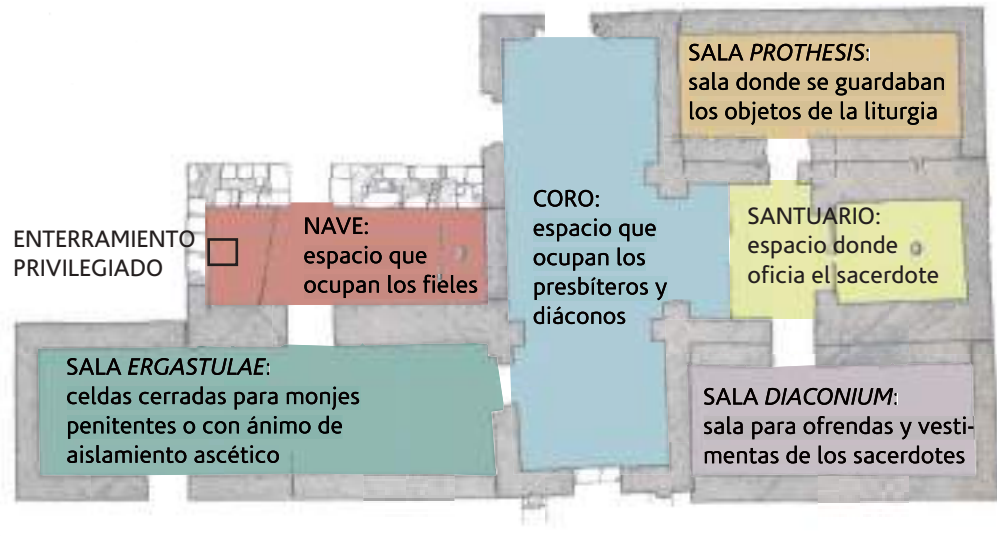 SALA PROTHESIS:
sala donde se guardaban
los objetos de la liturgia
ENTERRAMIENTO
PRIVILEGIADO
NAVE:
espacio que
ocupan los fieles
CORO:
espacio que
ocupan los
presbíteros y
diáconos
SANTUARIO:
espacio donde
oficia el sacerdote
SALA ERGASTULAE:
celdas cerradas para monjes
penitentes o con ánimo de
aislamiento ascético
SALA DIACONIUM:
sala para ofrendas y vesti-
mentas de los sacerdotes